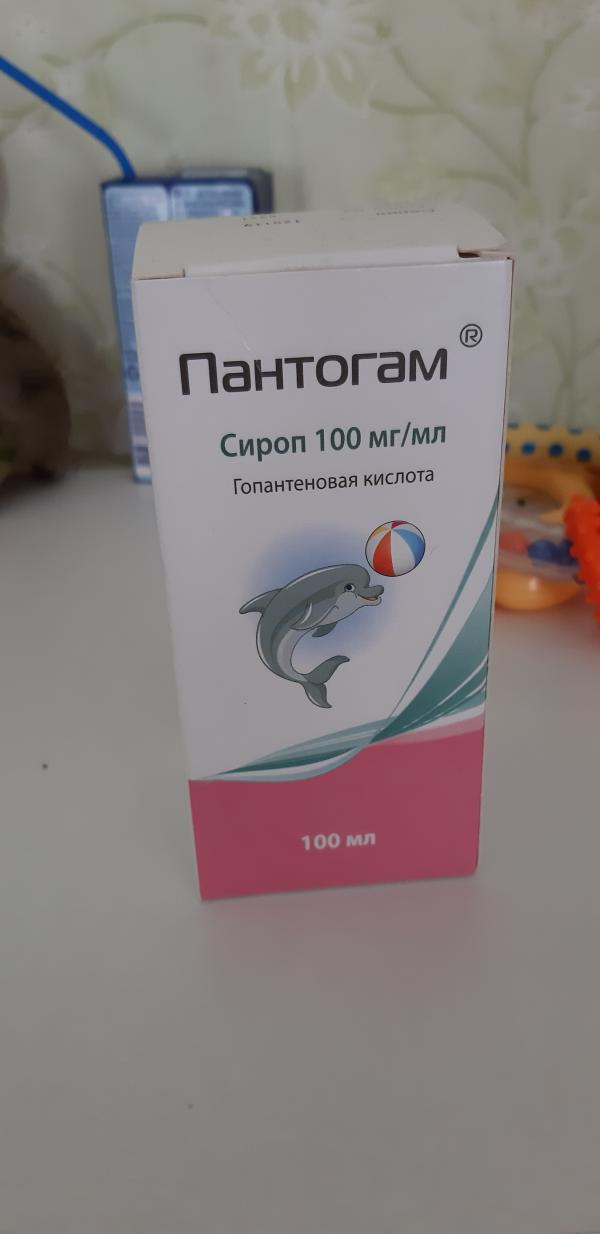 Пантогам ®
Сироп 100 мг/мл
Гопантеновая кислота
100 мл